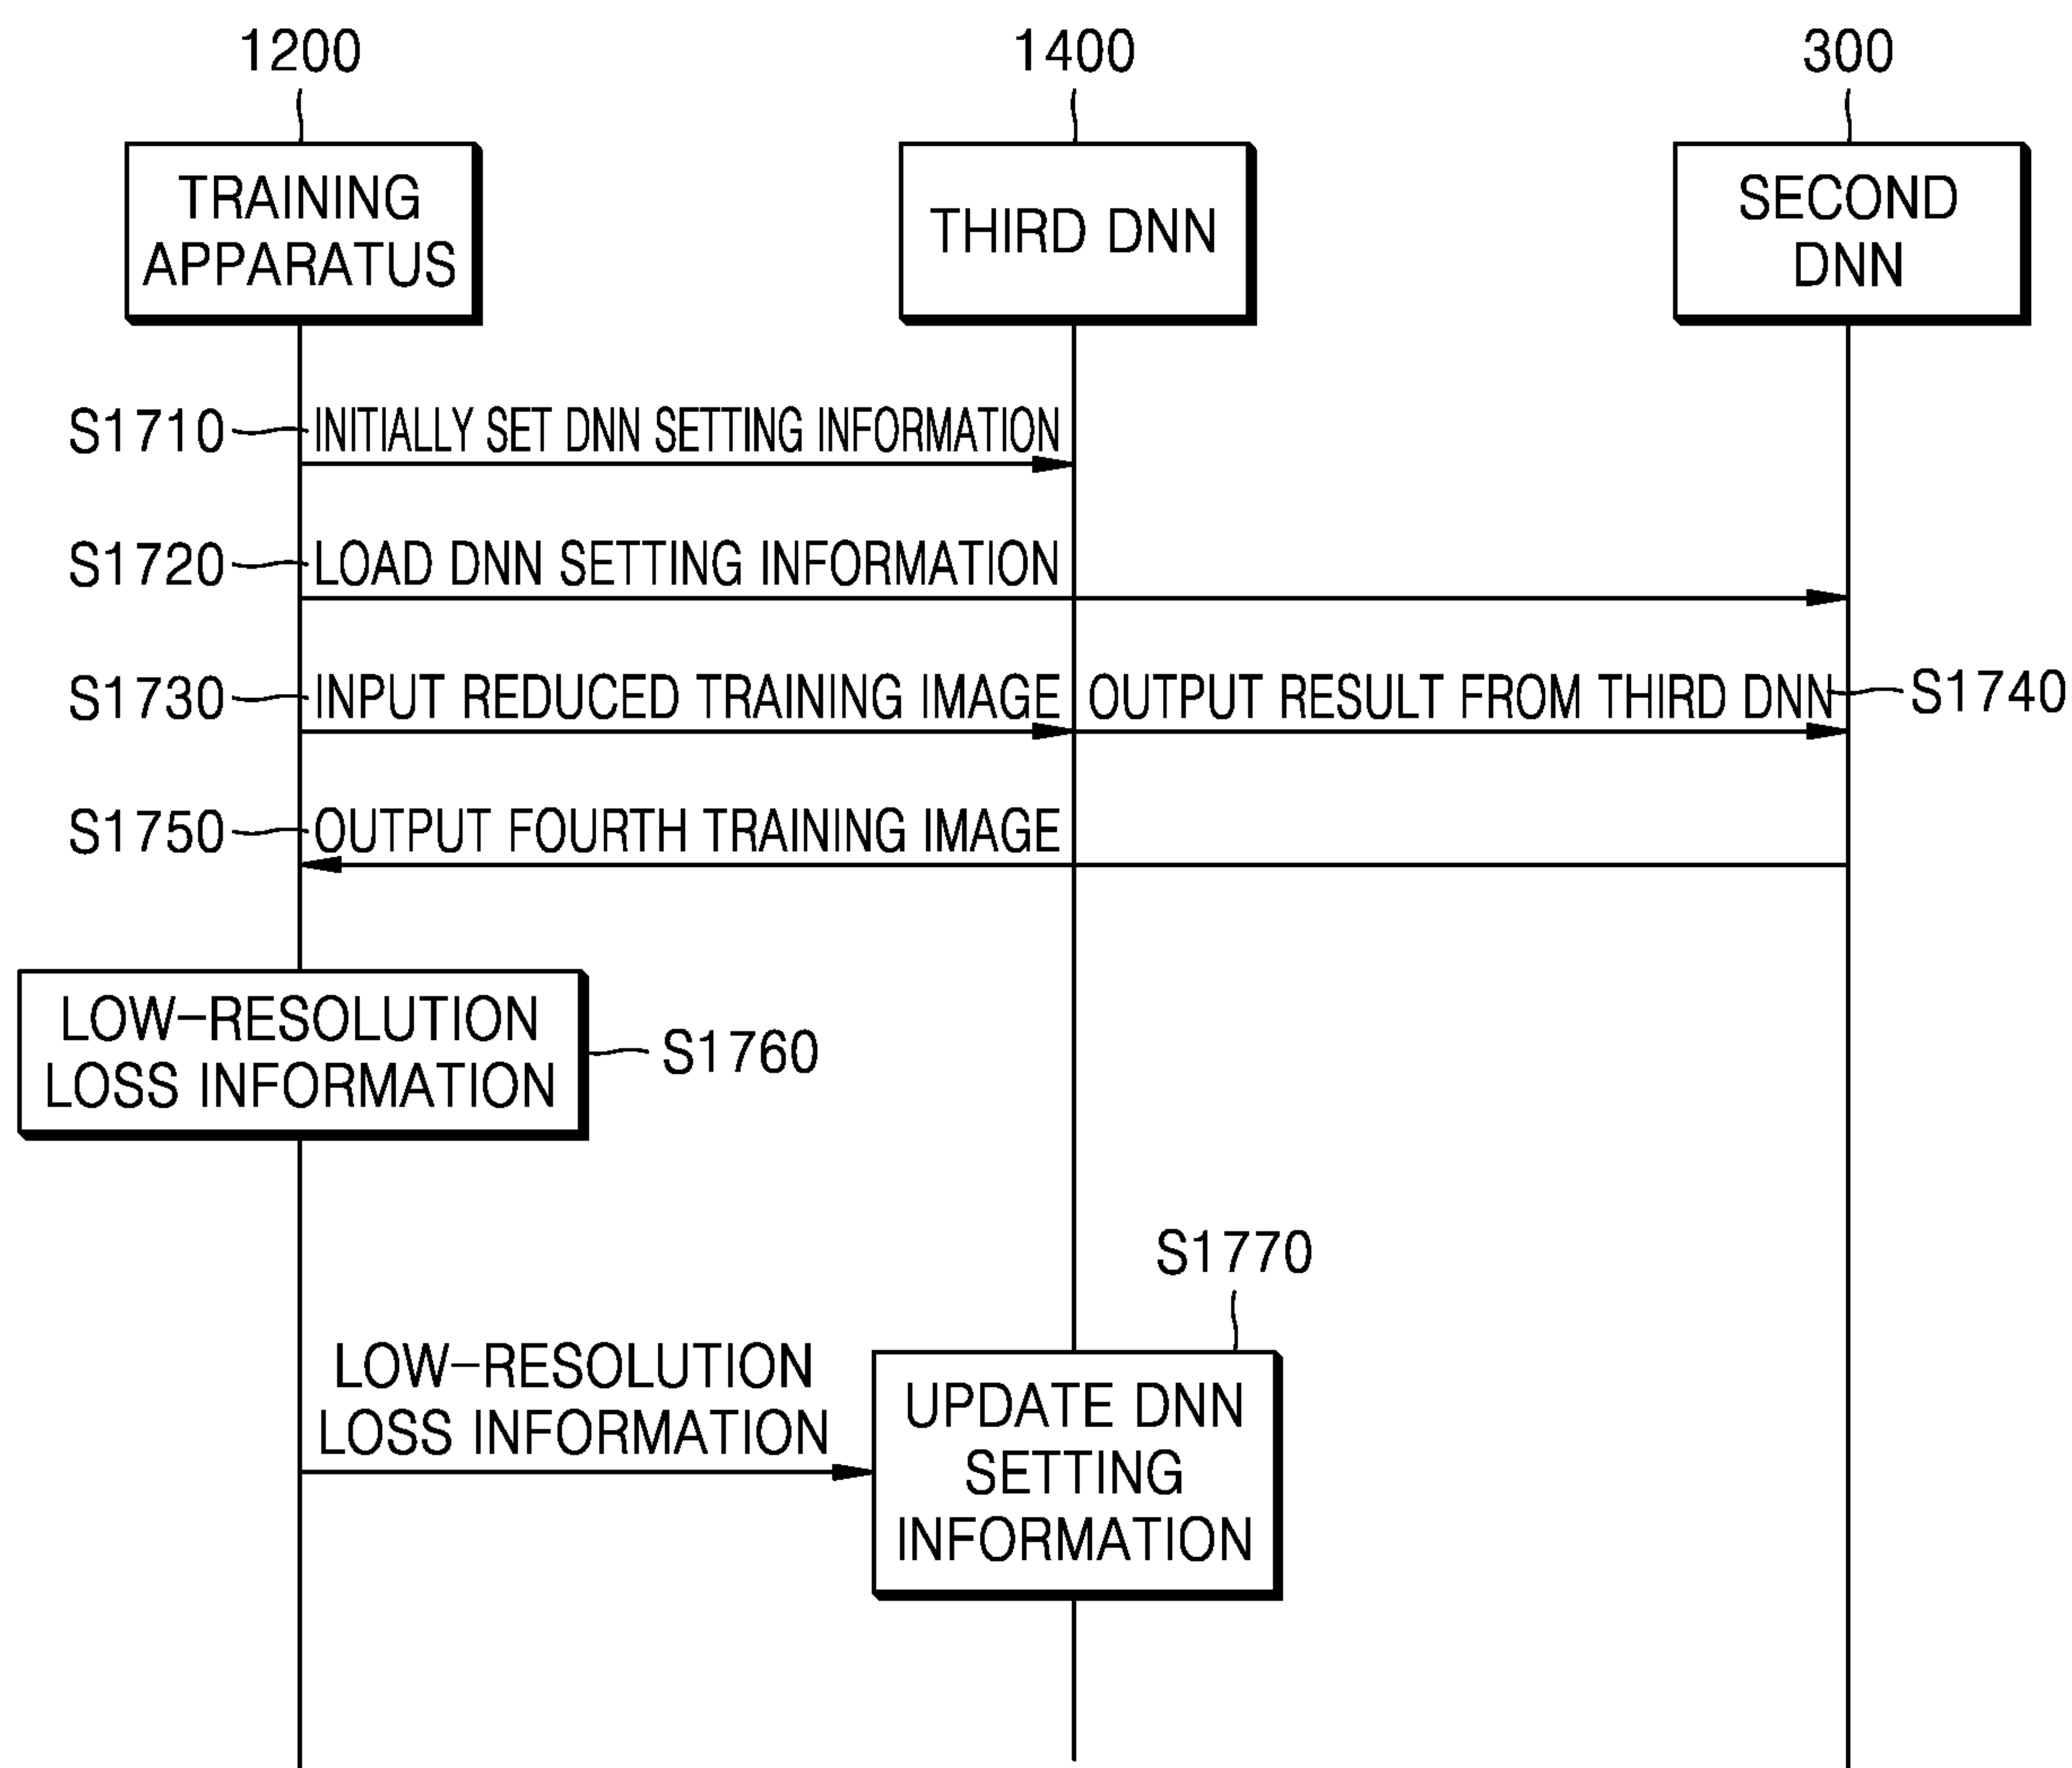 1200
1400
300
TRAINING
APPARATUS
THIRD DNN
SECOND
DNN
S1710
INITIALLY SET DNN SETTING INFORMATION
S1720
LOAD DNN SETTING INFORMATION
S1730
INPUT REDUCED TRAINING IMAGE
OUTPUT RESULT FROM THIRD DNN
S1740
S1750
OUTPUT FOURTH TRAINING IMAGE
LOW-RESOLUTION
LOSS INFORMATION
S1760
S1770
LOW-RESOLUTION
LOSS INFORMATION
UPDATE DNN
SETTING
INFORMATION